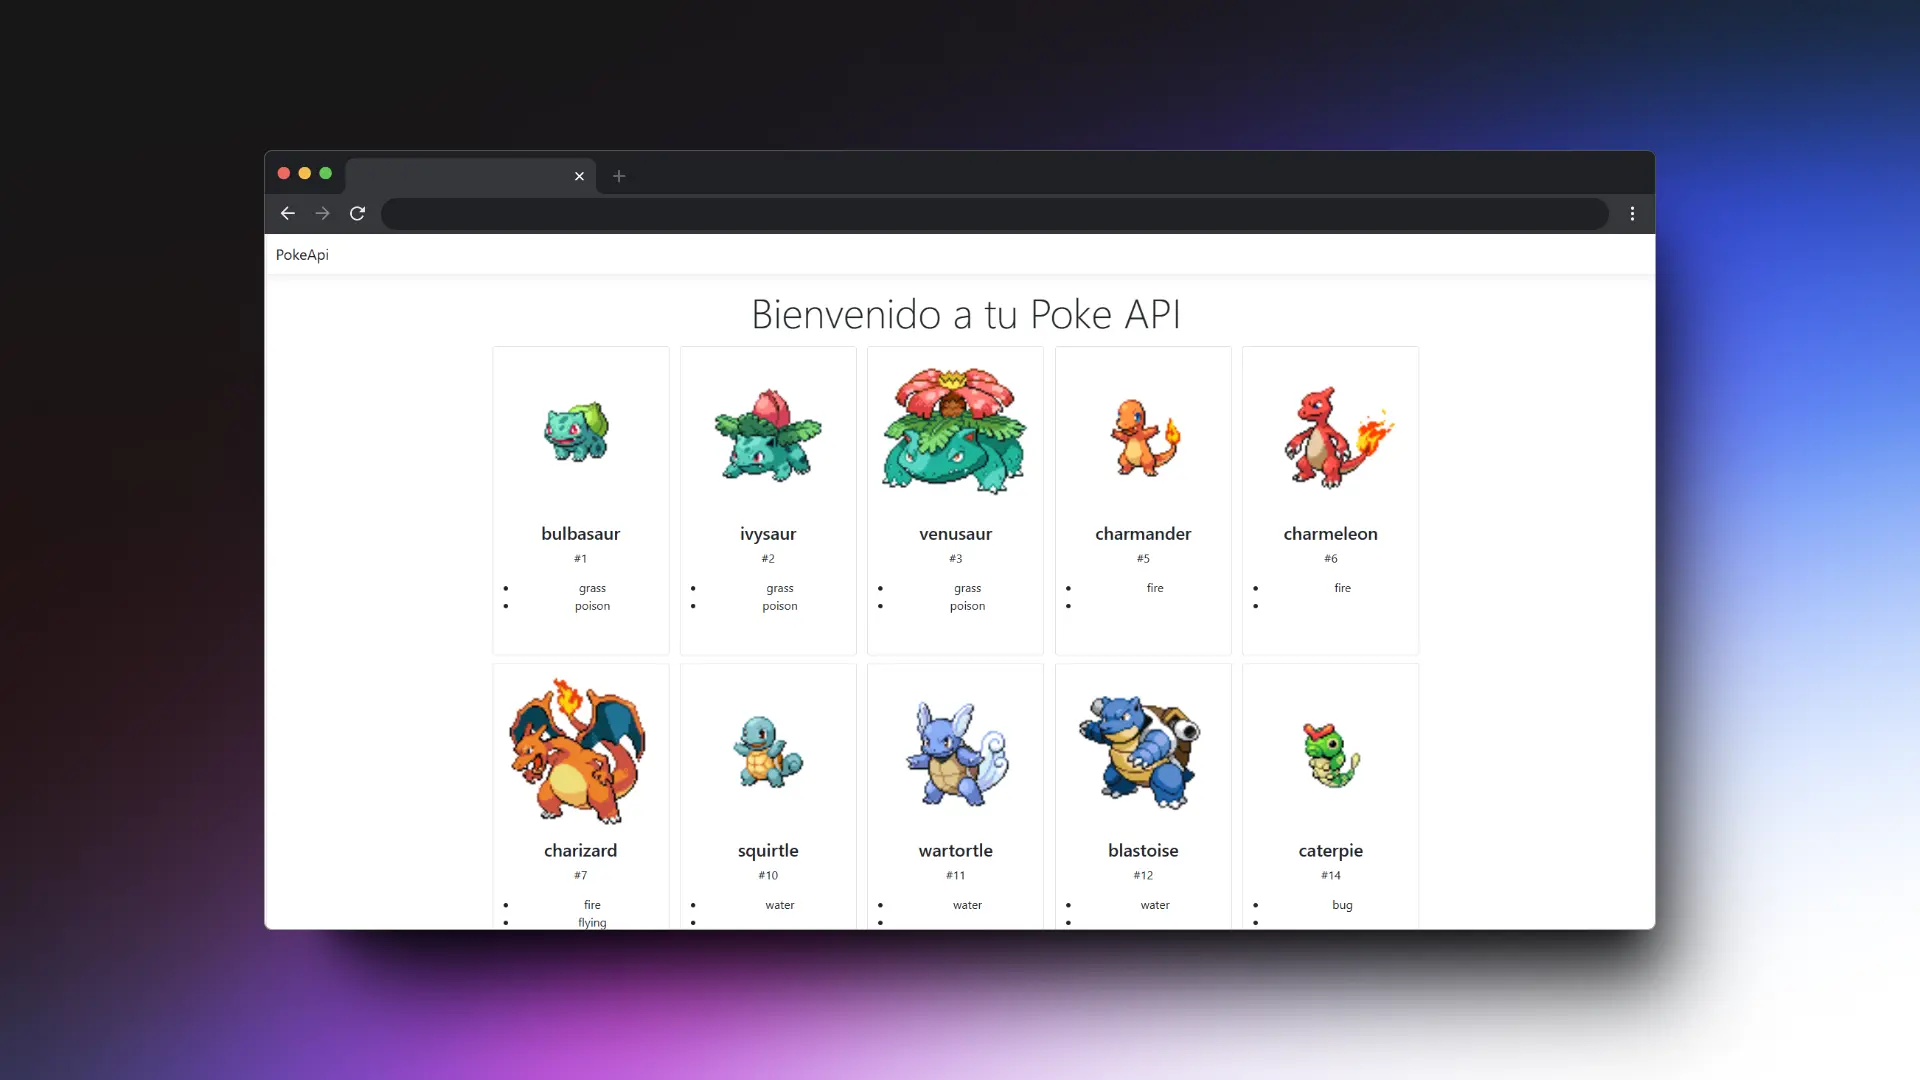 PokeApi
Bienvenido a tu Poke API
bulbasaur
#1
grass
poison
ivysaur
#2
grass
poison
venusaur
#3
grass
poison
charmander
#5
fire
charmeleon
#6
fire
charizard
#7
fire
flying
squirtle
#10
water
wartortle
#11
water
blastoise
#12
water
caterpie
#14
bug